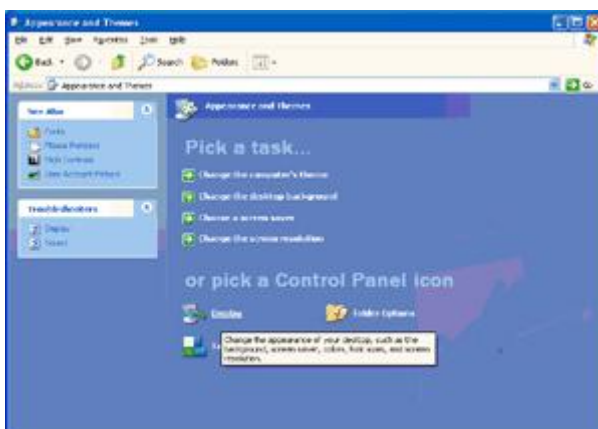 Appearance and Themes
File Edit View Favorites Tools Help
Back Search Folders
Address Appearance and Themes Go
See Also
Fonts
Mouse Pointers
High Contrast
User Account Picture
Troubleshooters
Display
Sound
Appearance and Themes
Pick a task...
Change the computer's theme
Change the desktop background
Choose a screen saver
Change the screen resolution
or pick a Control Panel icon
Display Folder Options
Change the appearance of your desktop, such as the
background, screen saver, colors, font sizes, and screen
resolution.